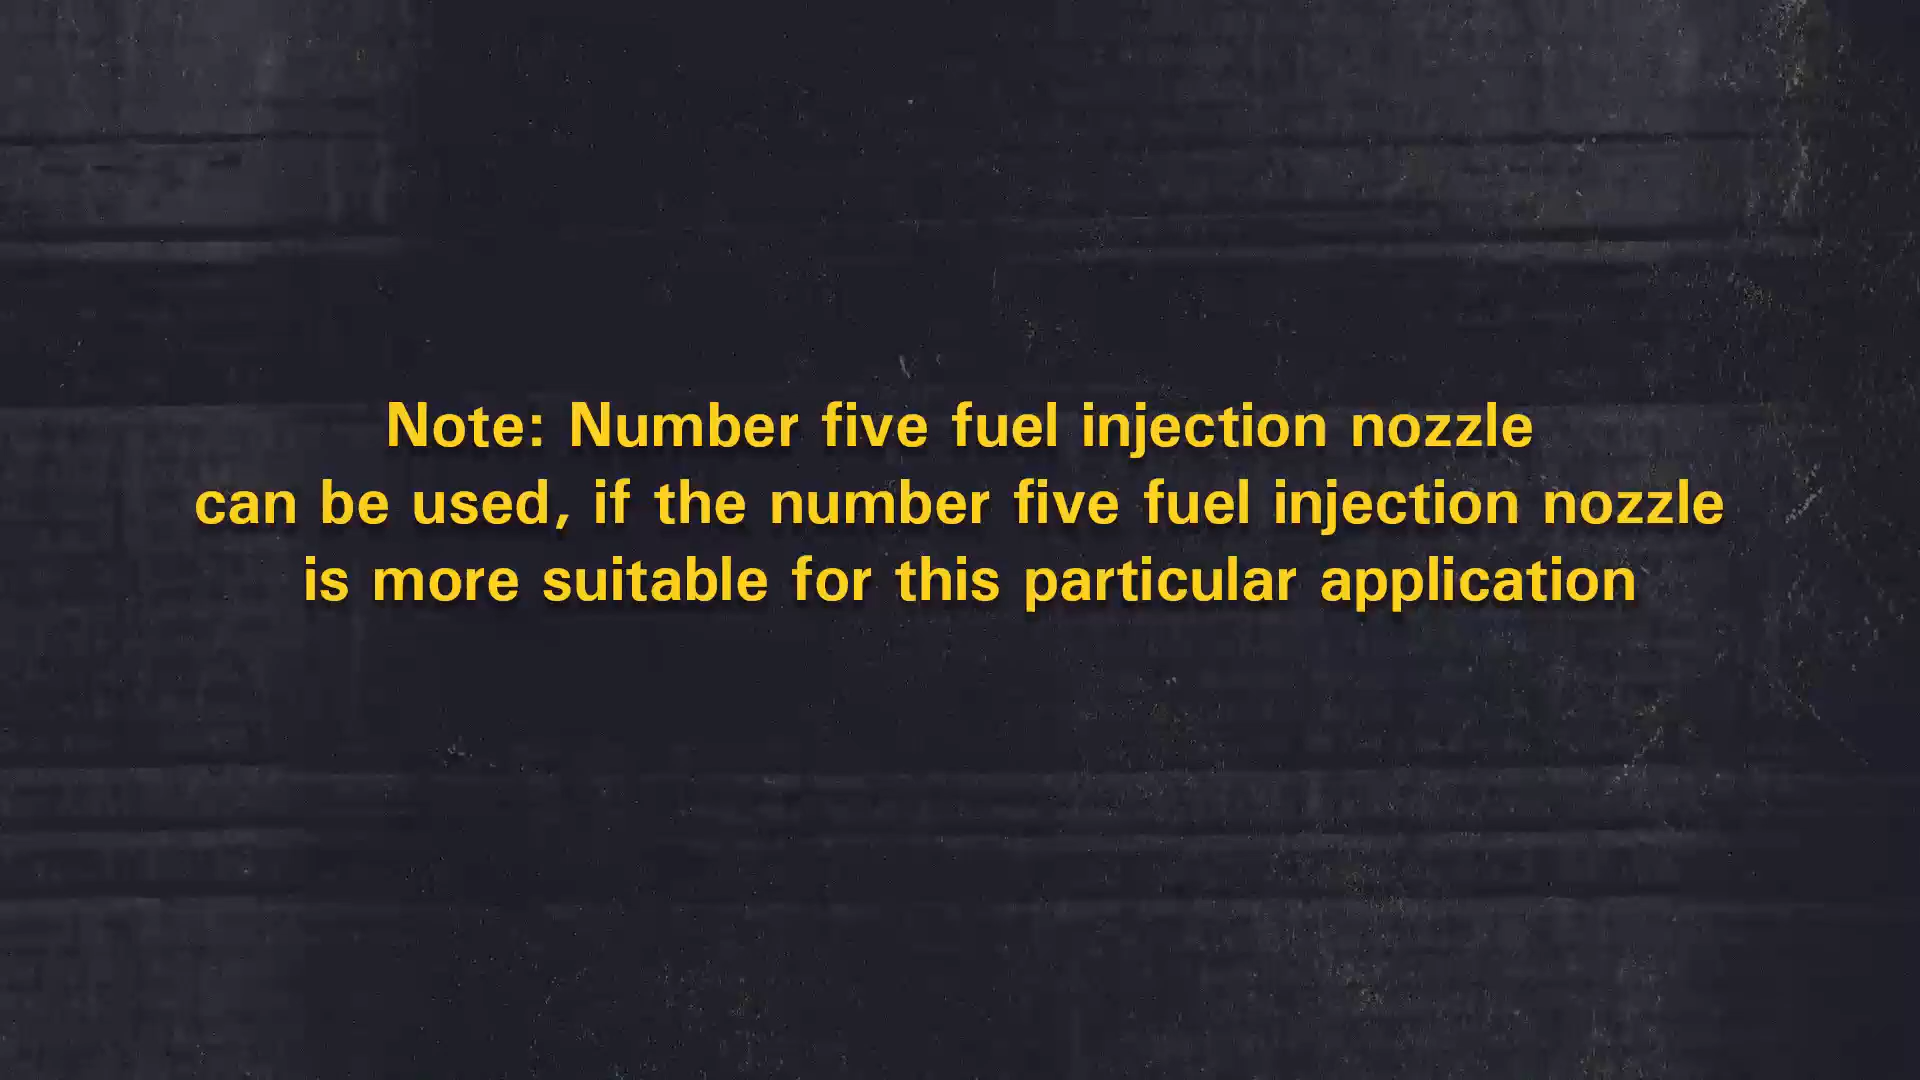 Note: Number five fuel injection nozzle
can be used, if the number five fuel injection nozzle
is more suitable for this particular application